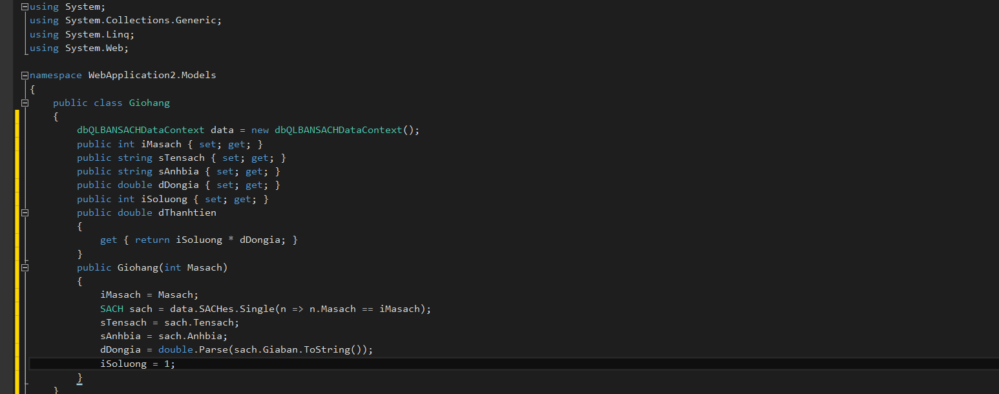 using System;
using System.Collections.Generic;
using System.Linq;
using System.Web;
namespace WebApplication2.Models
{
    public class Giohang
    {
        dbQLBANSACHDataContext data = new dbQLBANSACHDataContext();
        public int iMasach { set; get; }
        public string sTensach { set; get; }
        public string sAnhbia { set; get; }
        public double dDongia { set; get; }
        public int iSoluong { set; get; }
        public double dThanhtien
        {
            get { return iSoluong * dDongia; }
        }
        public Giohang(int Masach)
        {
            iMasach = Masach;
            SACH sach = data.SACHes.Single(n => n.Masach == iMasach);
            sTensach = sach.Tensach;
            sAnhbia = sach.Anhbia;
            dDongia = double.Parse(sach.Giaban.ToString());
            iSoluong = 1;
        }
    }